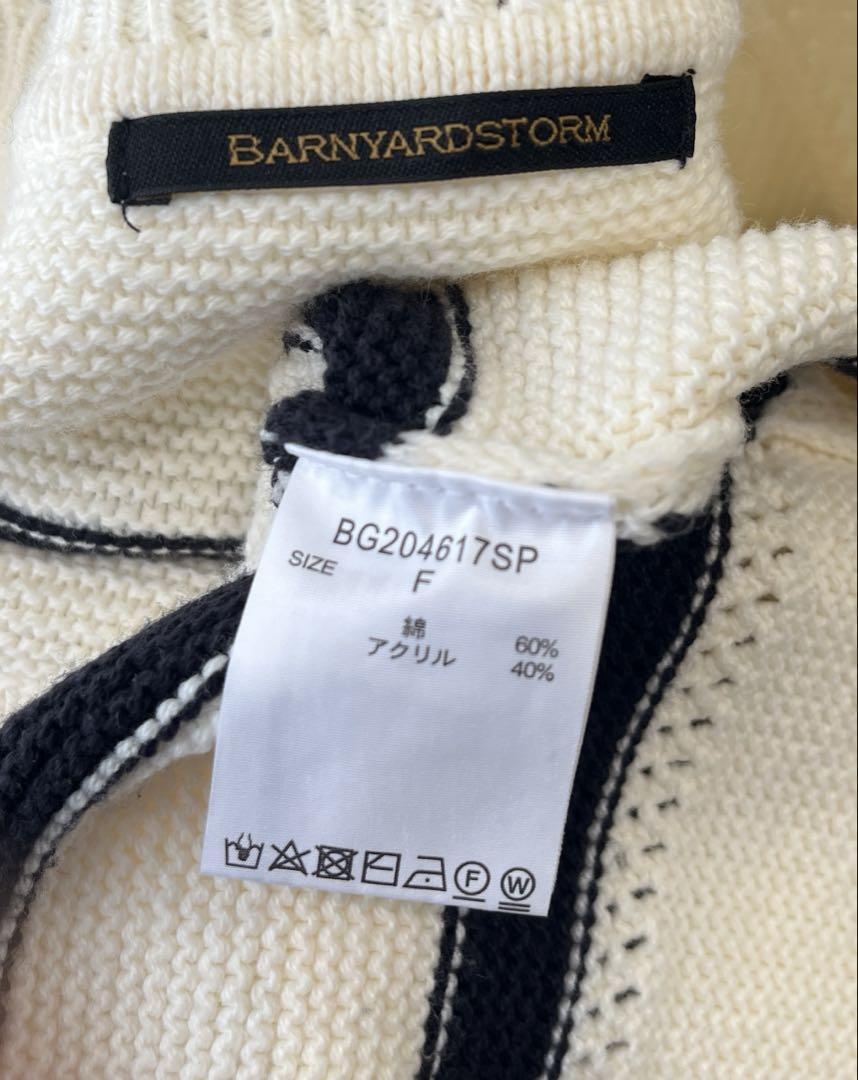 BARNYARDSTORM
BG204617SP
SIZE F
綿 60%
アクリル 40%
F W